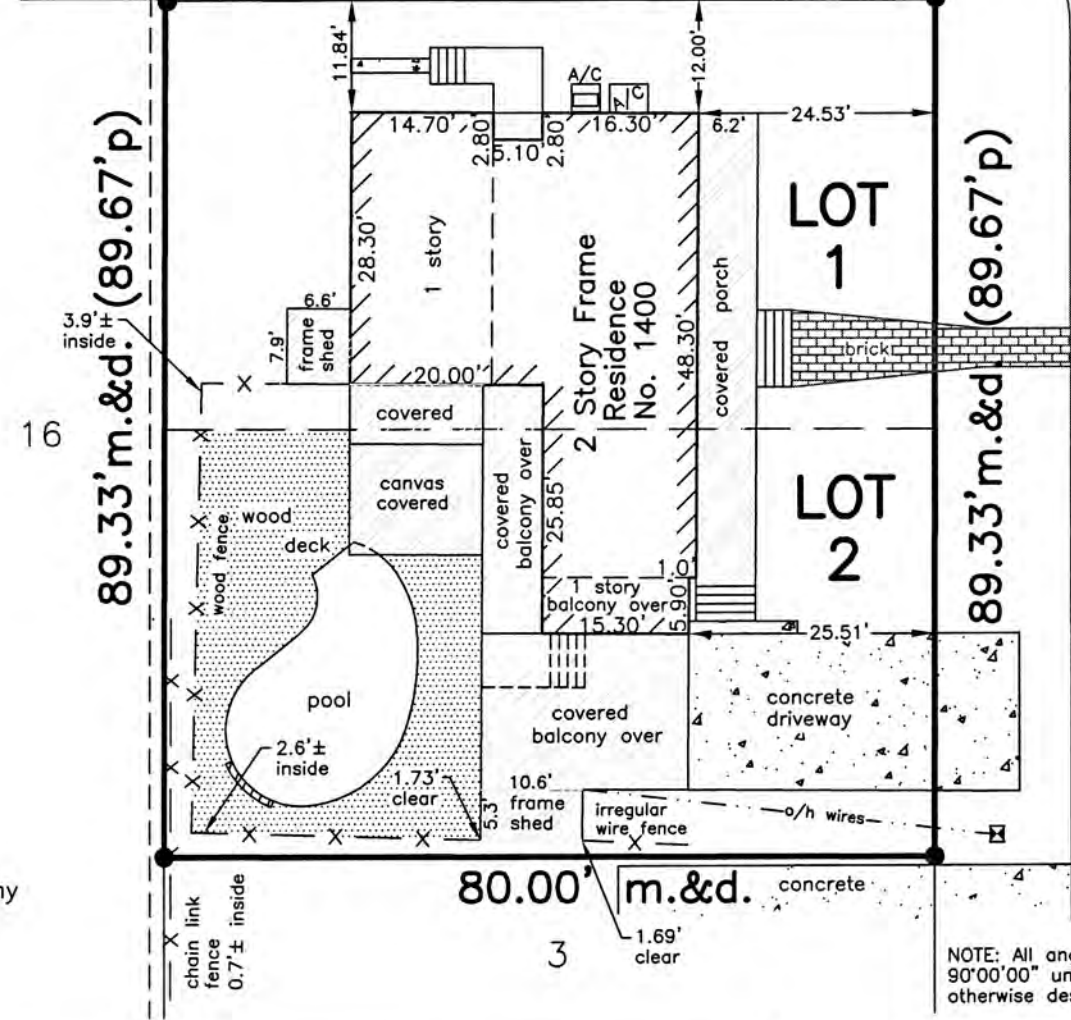 11.84'
12.00'
A/C
A/C
14.70'
2.80'
5.10'
2.80'
16.30'
6.2'
24.53'
89.33'm.&d. (89.67'p)
28.30'
1 story
2 Story Frame
Residence
No. 1400
48.30'
covered porch
LOT
1
89.33'm.&d. (89.67'p)
3.9'±
inside
6.6'
7.9'
frame
shed
brick
20.00'
16
covered
canvas
covered
covered
balcony over
25.85'
LOT
2
wood
deck
wood fence
1.0'
1 story
balcony over
5.90'
15.30'
25.51'
pool
covered
balcony over
concrete
driveway
2.6'±
inside
1.73'
clear
5.3'
10.6'
frame
shed
irregular
wire fence
o/h wires
80.00' m.&d.
concrete
ny
chain link
fence
0.7'± inside
3
1.69'
clear
NOTE: All an
90°00'00" un
otherwise de